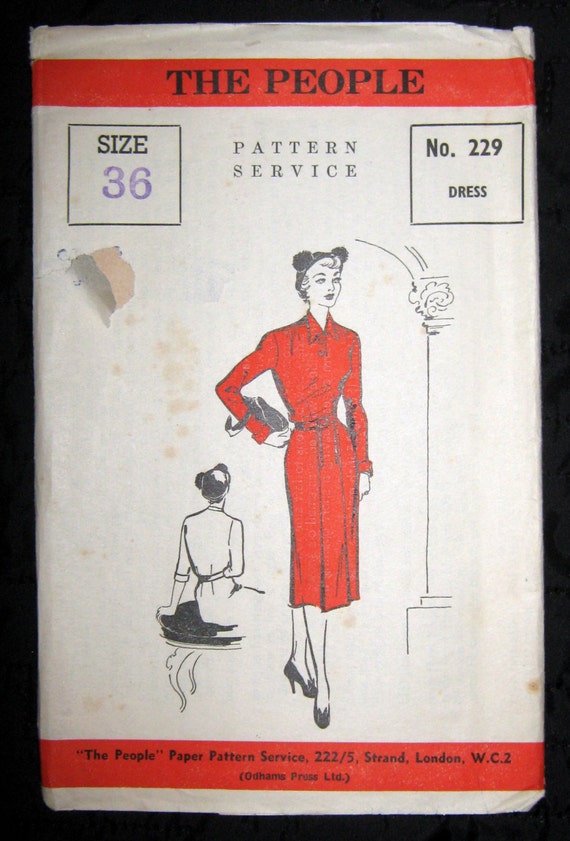 THE PEOPLE
SIZE
36
PATTERN
SERVICE
No. 229
DRESS
"The People" Paper Pattern Service, 222/5, Strand, London, W.C.2
(Odhams Press Ltd.)